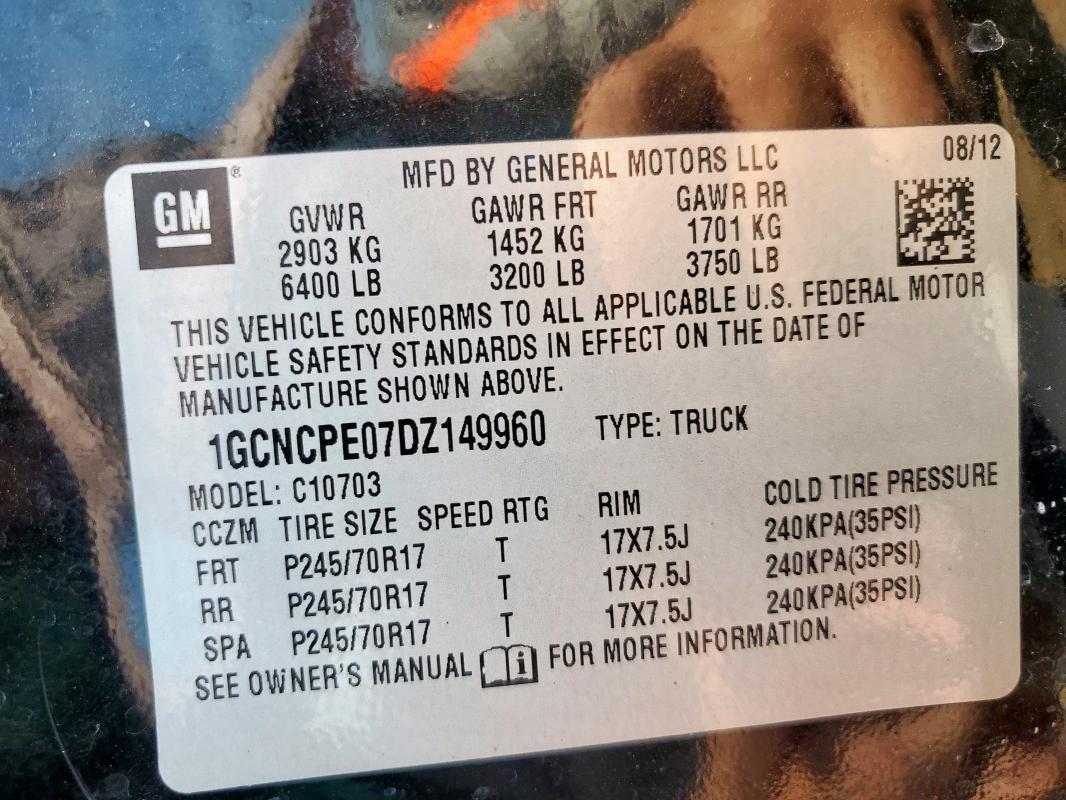 GM®
MFD BY GENERAL MOTORS LLC 08/12
GVWR GAWR FRT GAWR RR
2903 KG 1452 KG 1701 KG
6400 LB 3200 LB 3750 LB
THIS VEHICLE CONFORMS TO ALL APPLICABLE U.S. FEDERAL MOTOR
VEHICLE SAFETY STANDARDS IN EFFECT ON THE DATE OF
MANUFACTURE SHOWN ABOVE.
1GCNCPE07DZ149960 TYPE: TRUCK
MODEL: C10703
CCZM TIRE SIZE SPEED RTG RIM COLD TIRE PRESSURE
FRT P245/70R17 T 17X7.5J 240KPA(35PSI)
RR P245/70R17 T 17X7.5J 240KPA(35PSI)
SPA P245/70R17 T 17X7.5J 240KPA(35PSI)
SEE OWNER'S MANUAL i FOR MORE INFORMATION.